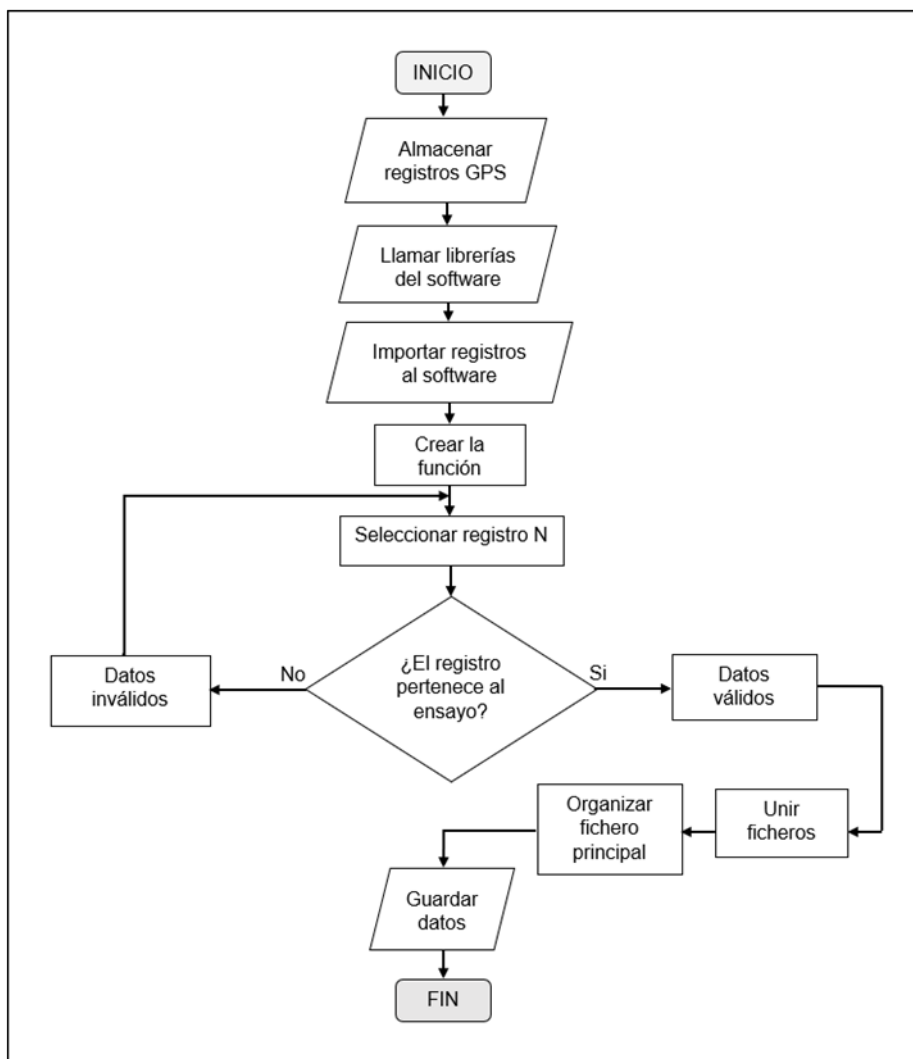 INICIO
Almacenar
registros GPS
Llamar librerías
del software
Importar registros
al software
Crear la
función
Seleccionar registro N
¿El registro
pertenece al
ensayo?
No
Si
Datos
inválidos
Datos
válidos
Unir
ficheros
Organizar
fichero
principal
Guardar
datos
FIN